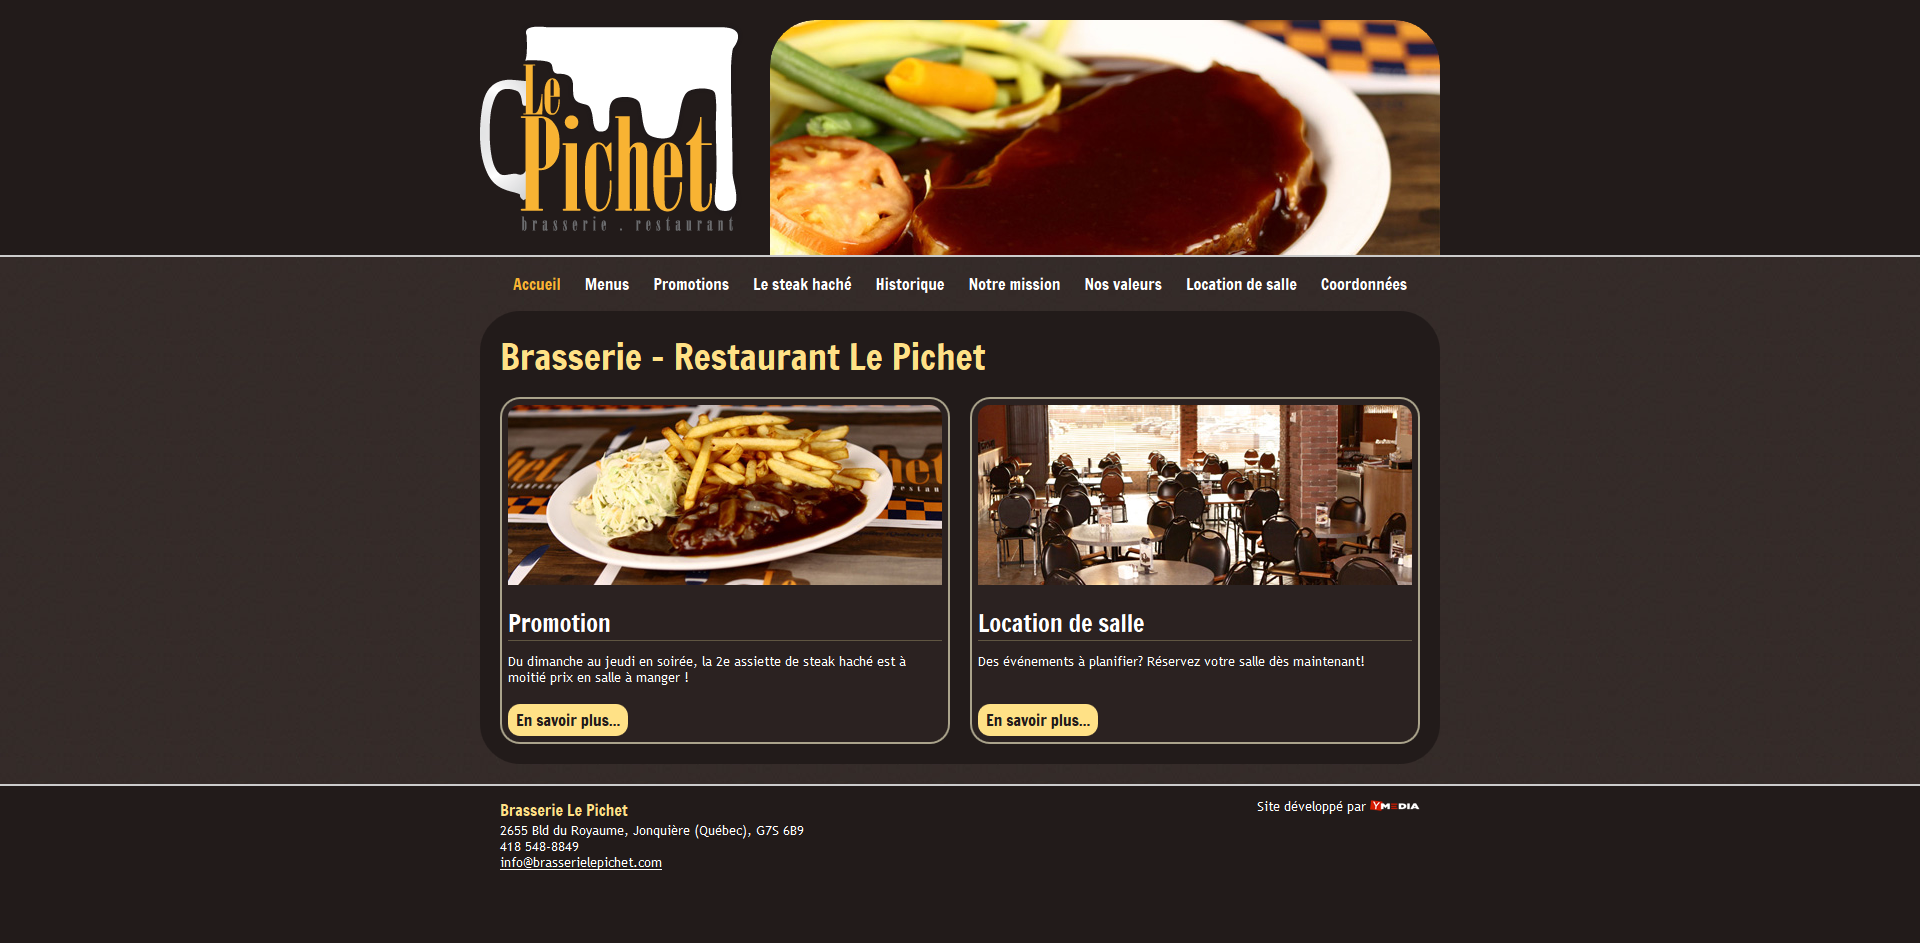 Le
Pichet
brasserie . restaurant
Accueil Menus Promotions Le steak haché Historique Notre mission Nos valeurs Location de salle Coordonnées
Brasserie - Restaurant Le Pichet
Promotion
Du dimanche au jeudi en soirée, la 2e assiette de steak haché est à
moitié prix en salle à manger !
En savoir plus...
Location de salle
Des événements à planifier? Réservez votre salle dès maintenant!
En savoir plus...
Brasserie Le Pichet
2655 Bld du Royaume, Jonquière (Québec), G7S 6B9
418 548-8849
info@brasserielepichet.com
Site développé par YMEDIA